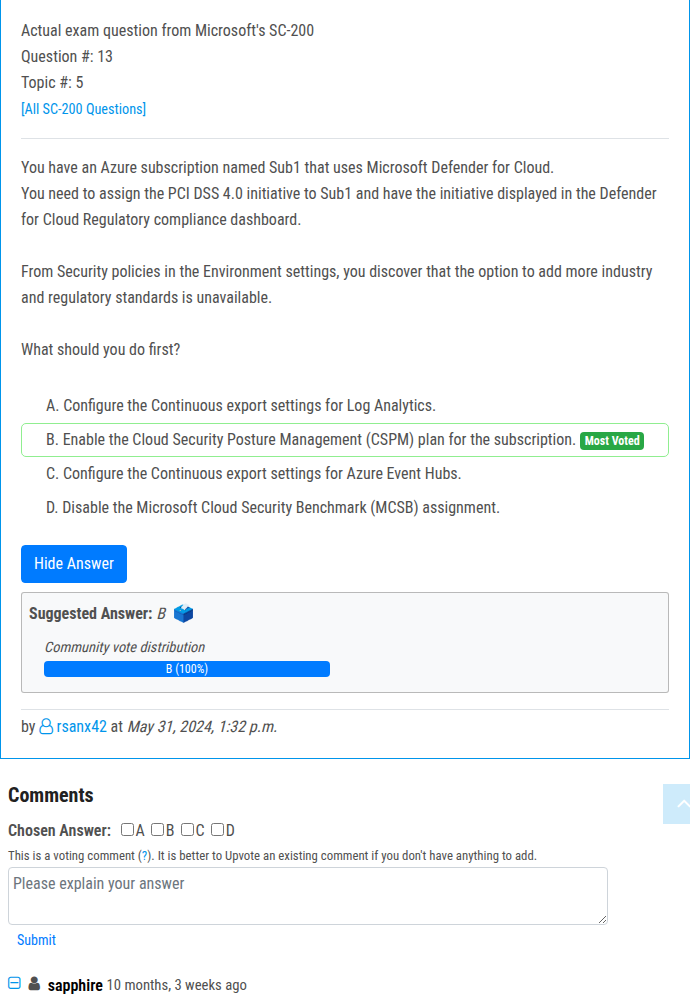 Actual exam question from Microsoft's SC-200
Question #: 13
Topic #: 5
[All SC-200 Questions]
You have an Azure subscription named Sub1 that uses Microsoft Defender for Cloud.
You need to assign the PCI DSS 4.0 initiative to Sub1 and have the initiative displayed in the Defender
for Cloud Regulatory compliance dashboard.
From Security policies in the Environment settings, you discover that the option to add more industry
and regulatory standards is unavailable.
What should you do first?
A. Configure the Continuous export settings for Log Analytics.
B. Enable the Cloud Security Posture Management (CSPM) plan for the subscription. Most Voted
C. Configure the Continuous export settings for Azure Event Hubs.
D. Disable the Microsoft Cloud Security Benchmark (MCSB) assignment.
Hide Answer
Suggested Answer: B
Community vote distribution
B (100%)
by rsanx42 at May 31, 2024, 1:32 p.m.
Comments
Chosen Answer: A B C D
This is a voting comment (?). It is better to Upvote an existing comment if you don't have anything to add.
Please explain your answer
Submit
sapphire 10 months, 3 weeks ago